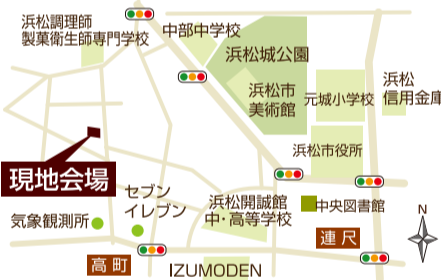 浜松調理師
製菓衛生師専門学校
中部中学校
浜松城公園
浜松市
美術館
元城小学校
浜松
信用金庫
浜松市役所
現地会場
セブン
イレブン
浜松開誠館
中・高等学校
中央図書館
気象観測所
連尺
高町
IZUMODEN
N